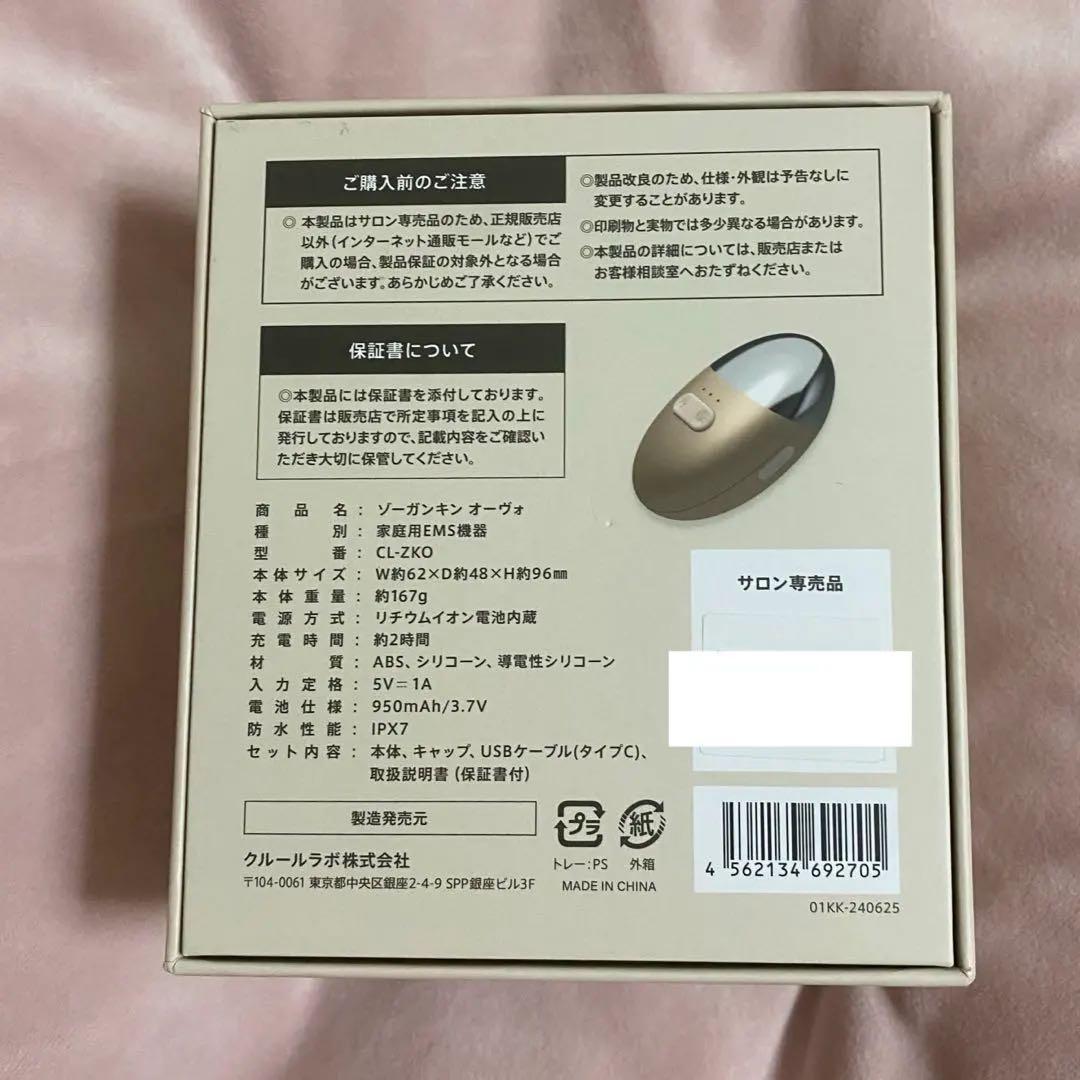 ご購入前のご注意
◎ 本製品はサロン専売品のため、正規販売店
以外(インターネット通販モールなど)でご
購入の場合、製品保証の対象外となる場合
がございます。あらかじめご了承ください。
◎製品改良のため、仕様・外観は予告なしに
変更することがあります。
◎印刷物と実物では多少異なる場合があります。
◎本製品の詳細については、販売店または
お客様相談室へおたずねください。
保証書について
◎本製品には保証書を添付しております。
保証書は販売店で所定事項を記入の上に
発行しておりますので、記載内容をご確認い
ただき大切に保管してください。
商品名：ゾーガンキン オーヴォ
種別：家庭用EMS機器
型番：CL-ZKO
本体サイズ：W約62×D約48×H約96㎜
本体重量：約167g
電源方式：リチウムイオン電池内蔵
充電時間：約2時間
材質：ABS、シリコーン、導電性シリコーン
入力定格：5V⎓1A
電池仕様：950mAh/3.7V
防水性能：IPX7
セット内容：本体、キャップ、USBケーブル(タイプC)、
取扱説明書(保証書付)
サロン専売品
製造発売元
クルールラボ株式会社
〒104-0061 東京都中央区銀座2-4-9 SPP銀座ビル3F
プラ
トレー：PS
紙
外箱
MADE IN CHINA
4 562134 692705
01KK-240625